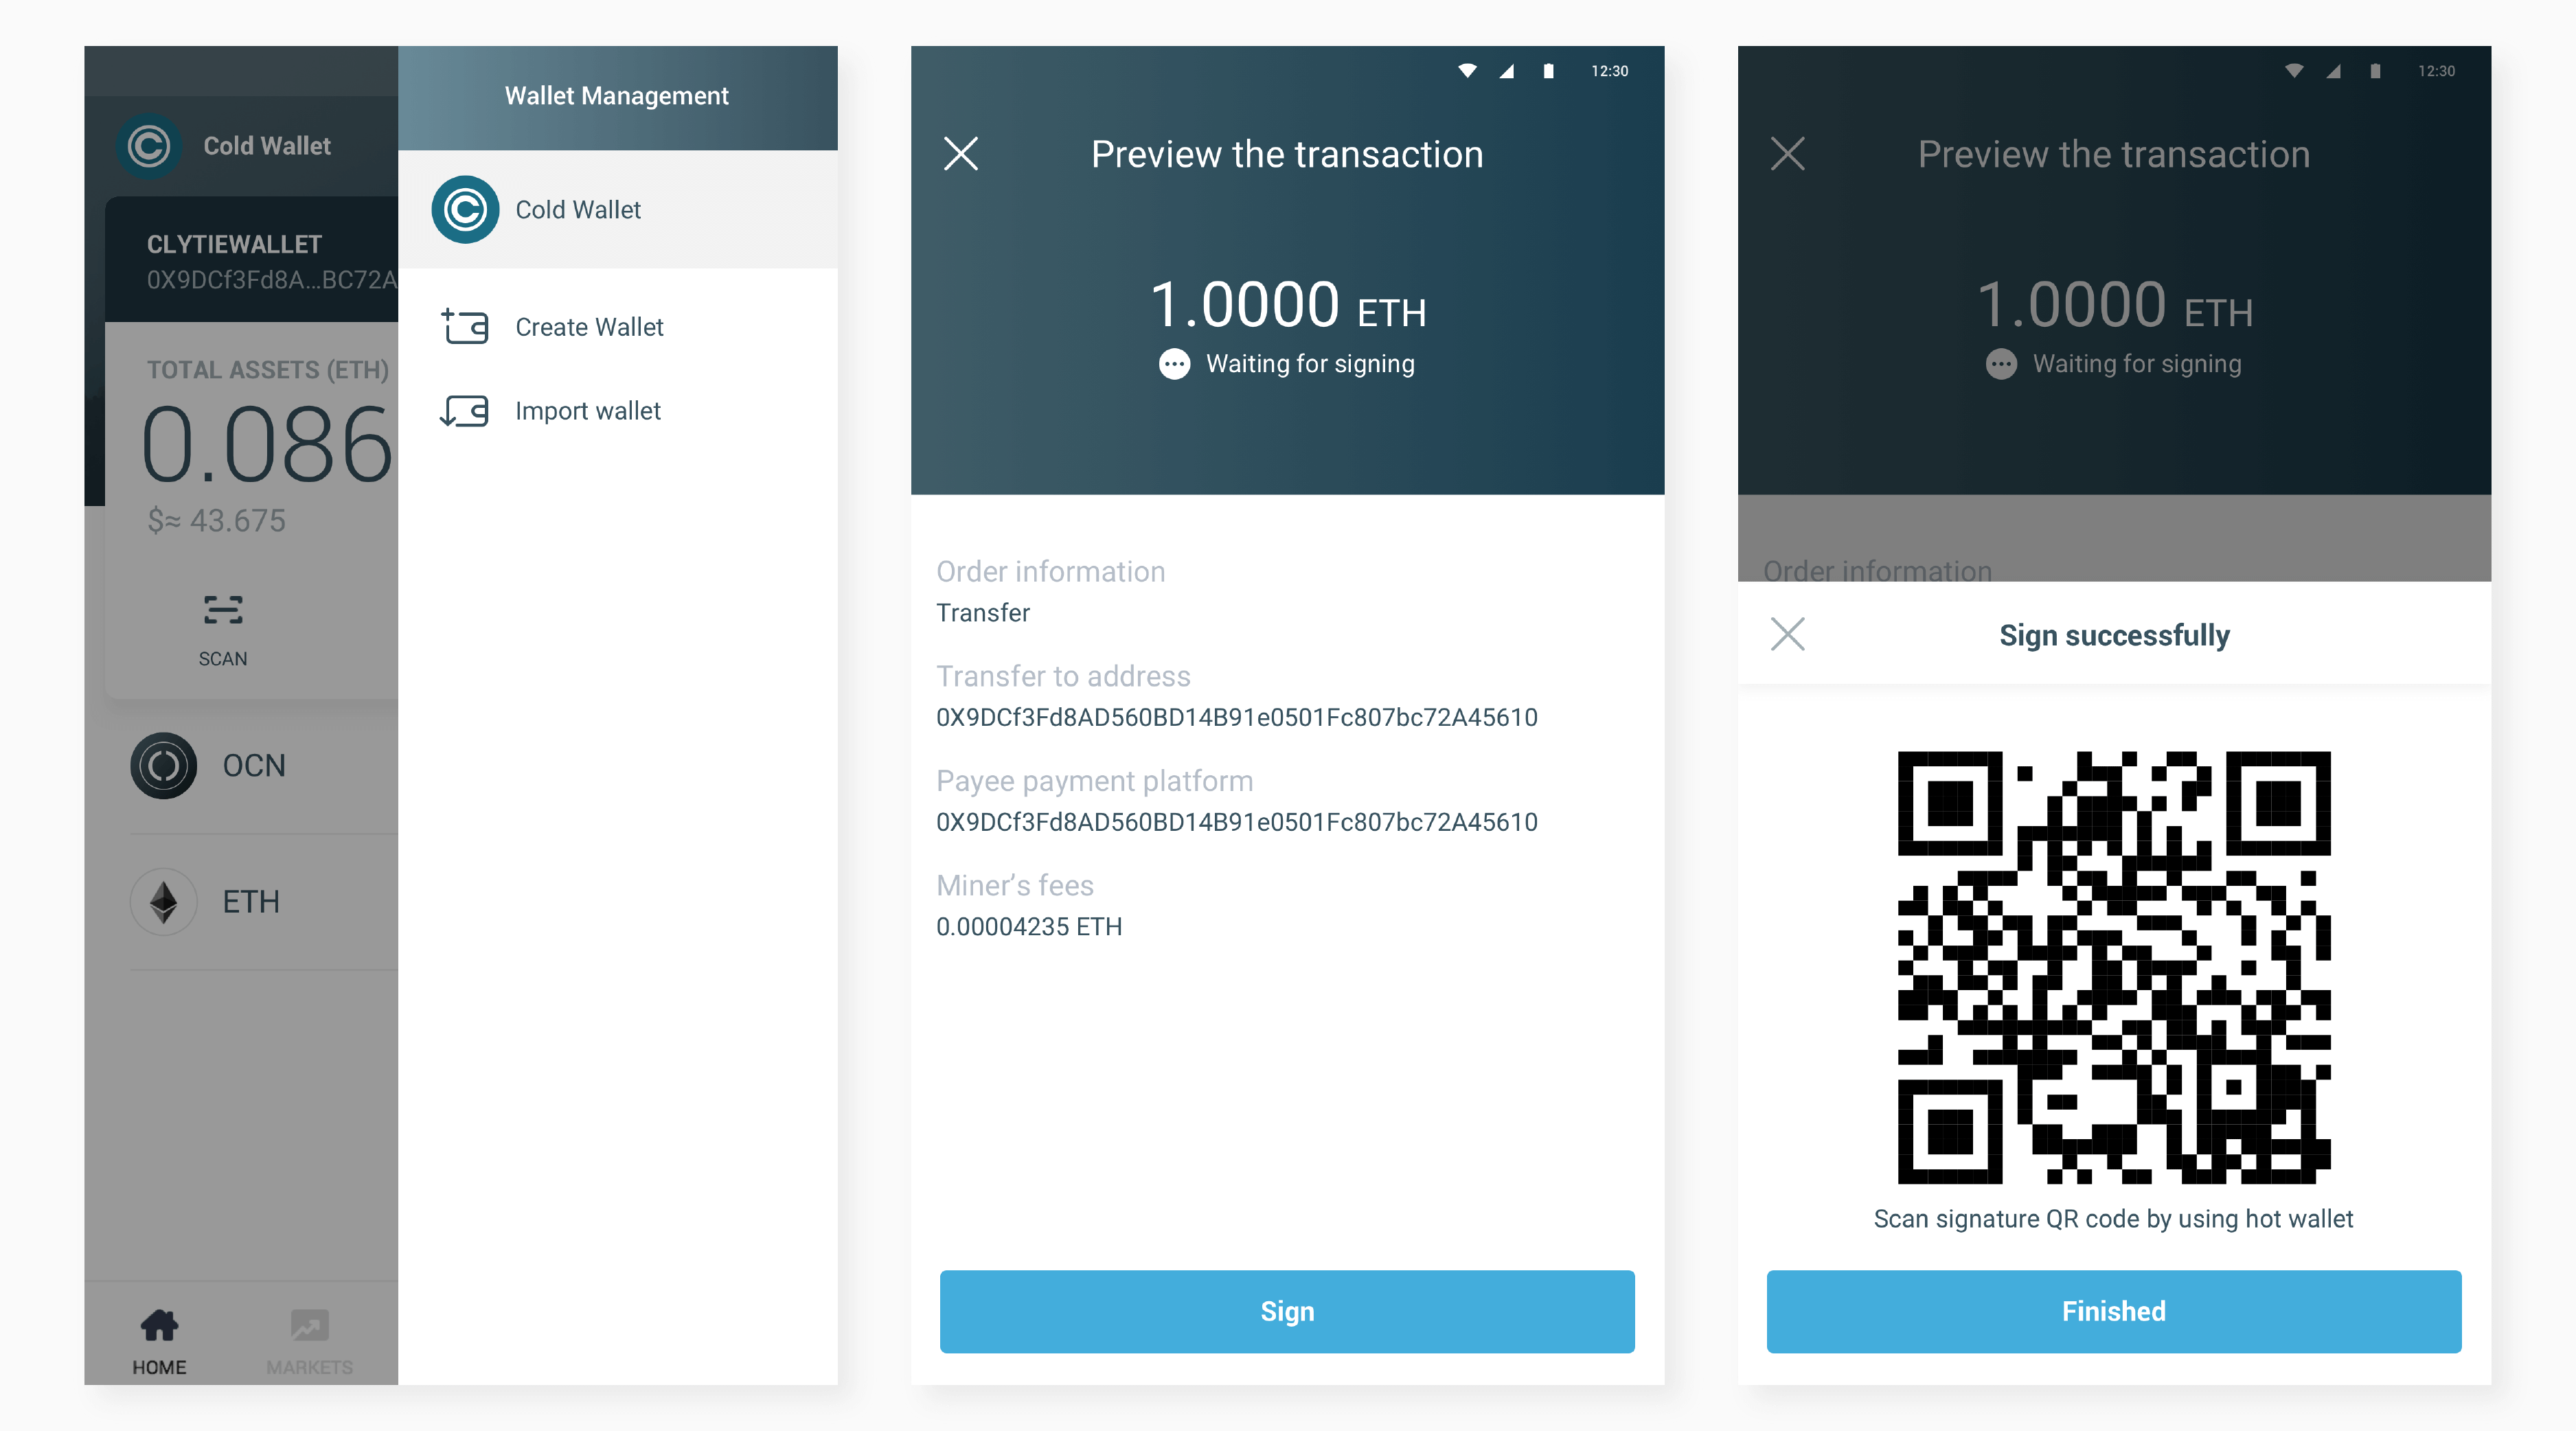 Cold Wallet
CLYTIEWALLET
0X9DCf3Fd8A...BC72A
TOTAL ASSETS (ETH)
0.086
$≈ 43.675
SCAN
OCN
ETH
HOME
MARKETS
Wallet Management
Cold Wallet
Create Wallet
Import wallet
12:30
Preview the transaction
1.0000 ETH
Waiting for signing
Order information
Transfer
Transfer to address
0X9DCf3Fd8AD560BD14B91e0501Fc807bc72A45610
Payee payment platform
0X9DCf3Fd8AD560BD14B91e0501Fc807bc72A45610
Miner’s fees
0.00004235 ETH
Sign
12:30
Preview the transaction
1.0000 ETH
Waiting for signing
Order information
Sign successfully
Scan signature QR code by using hot wallet
Finished